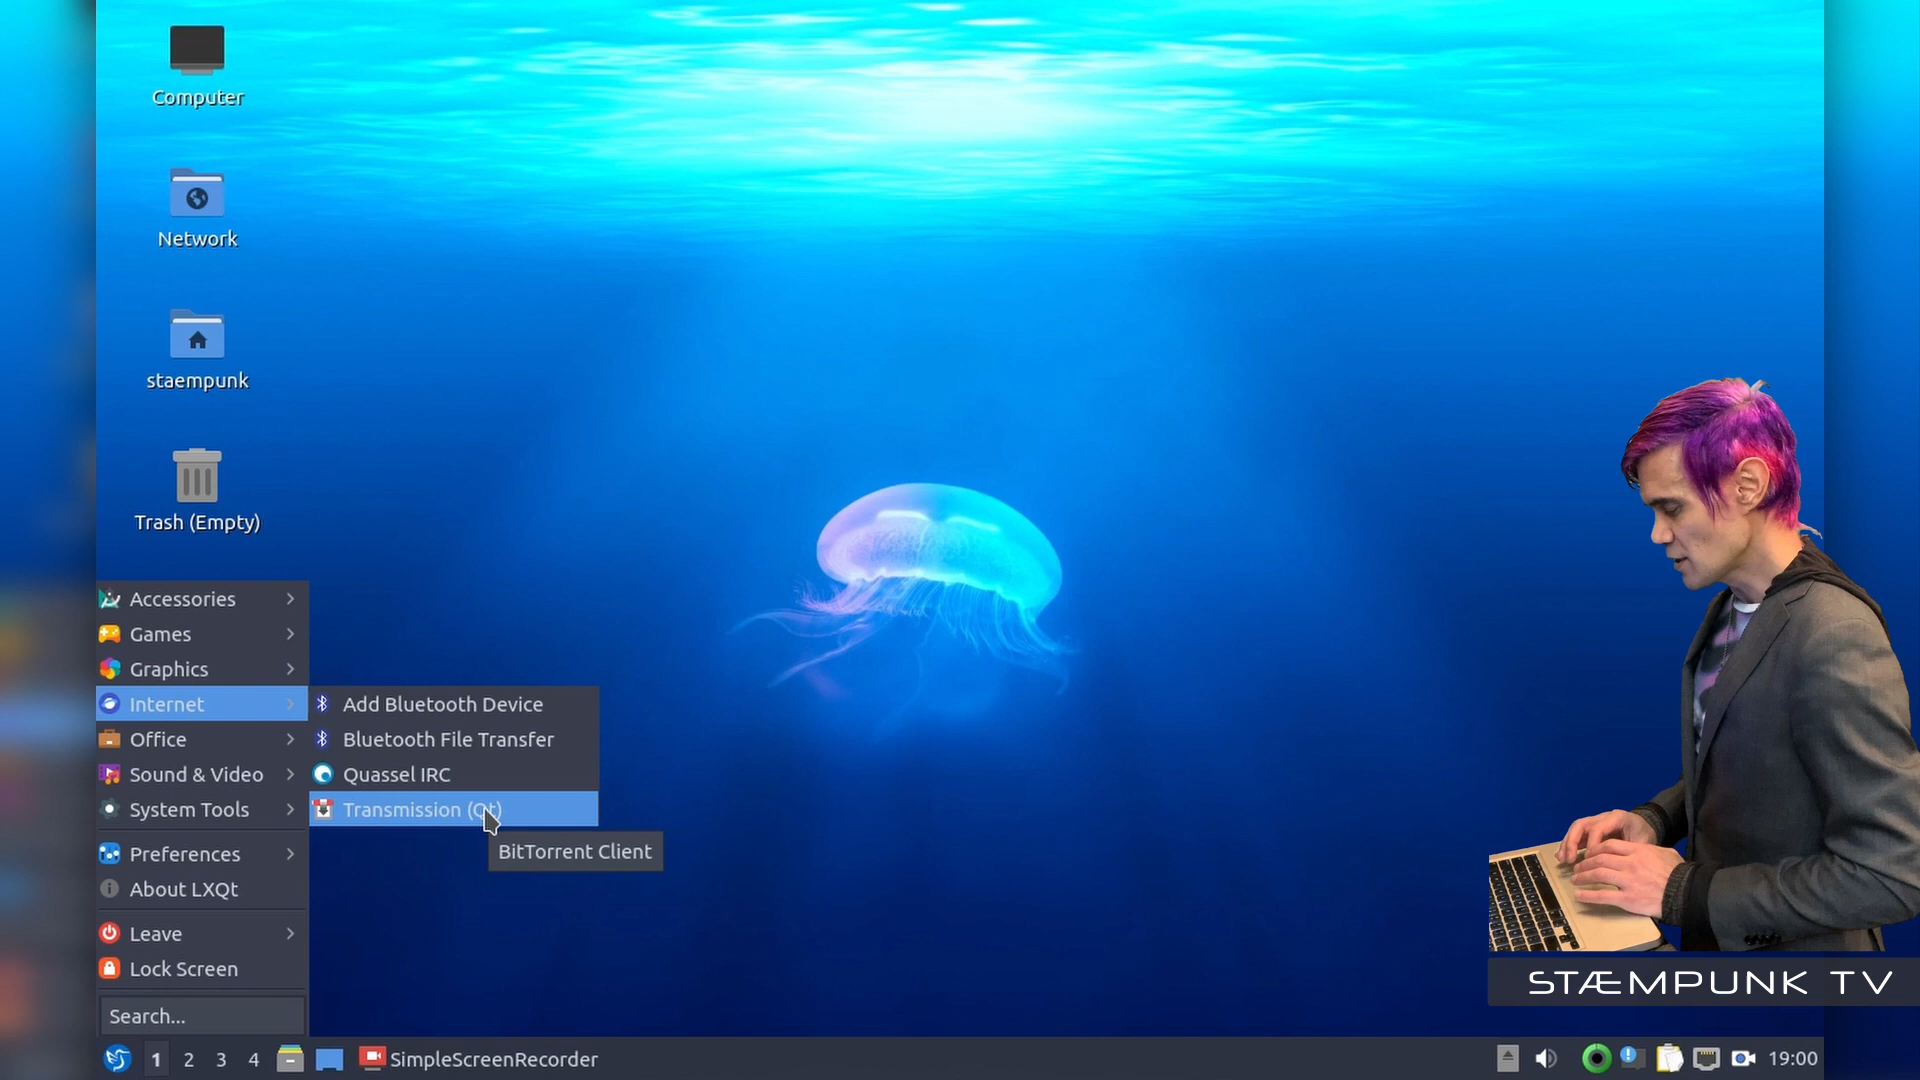 Computer
Network
staempunk
Trash (Empty)
Accessories
Games
Graphics
Internet
Office
Sound & Video
System Tools
Preferences
About LXQt
Leave
Lock Screen
Search...
Add Bluetooth Device
Bluetooth File Transfer
Quassel IRC
Transmission (Qt)
BitTorrent Client
STÆMPUNK TV
1 2 3 4 SimpleScreenRecorder 19:00